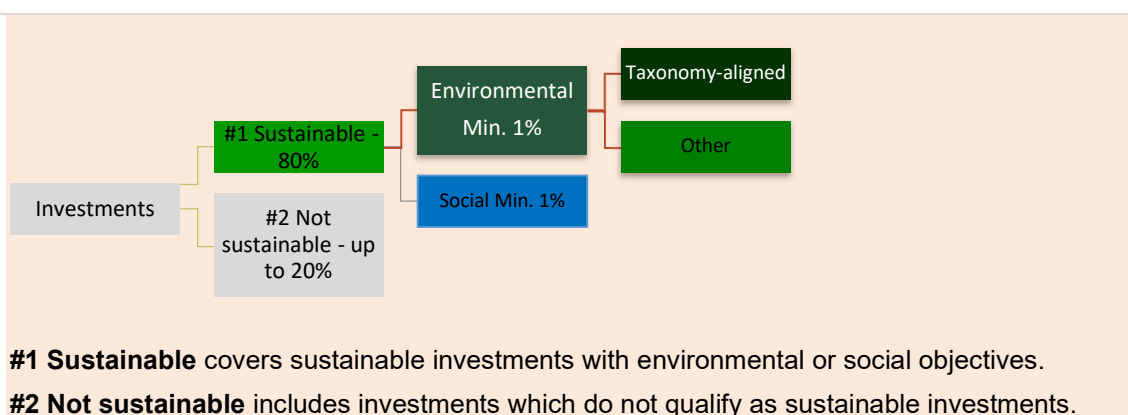 Taxonomy-aligned
Environmental
Min. 1%
#1 Sustainable -
80%
Other
Investments
Social Min. 1%
#2 Not
sustainable - up
to 20%
#1 Sustainable covers sustainable investments with environmental or social objectives.
#2 Not sustainable includes investments which do not qualify as sustainable investments.